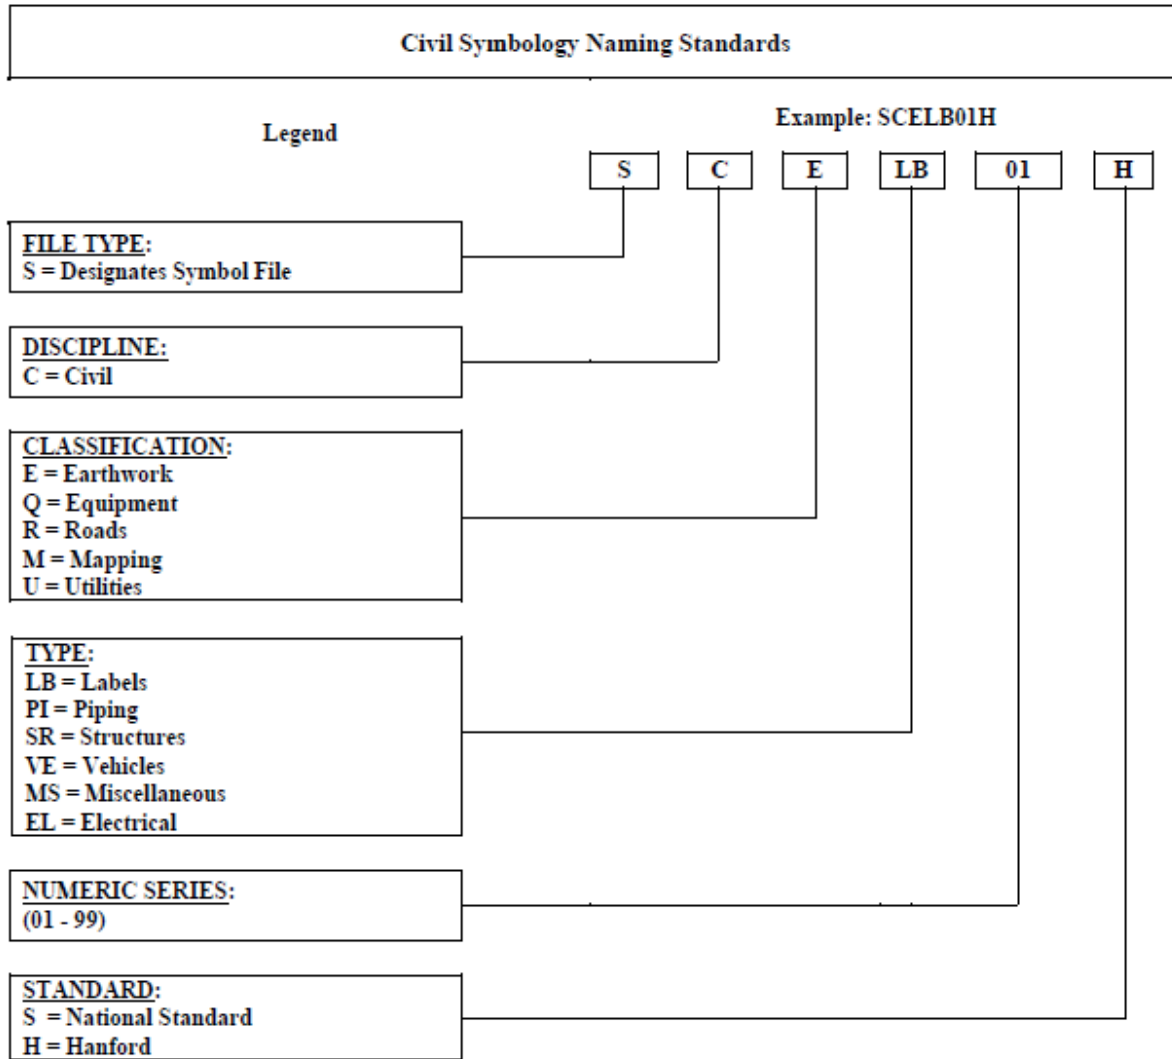 Civil Symbology Naming Standards
Legend
Example: SCELB01H
S C E LB 01 H
FILE TYPE:
S = Designates Symbol File
DISCIPLINE:
C = Civil
CLASSIFICATION:
E = Earthwork
Q = Equipment
R = Roads
M = Mapping
U = Utilities
TYPE:
LB = Labels
PI = Piping
SR = Structures
VE = Vehicles
MS = Miscellaneous
EL = Electrical
NUMERIC SERIES:
(01 - 99)
STANDARD:
S = National Standard
H = Hanford